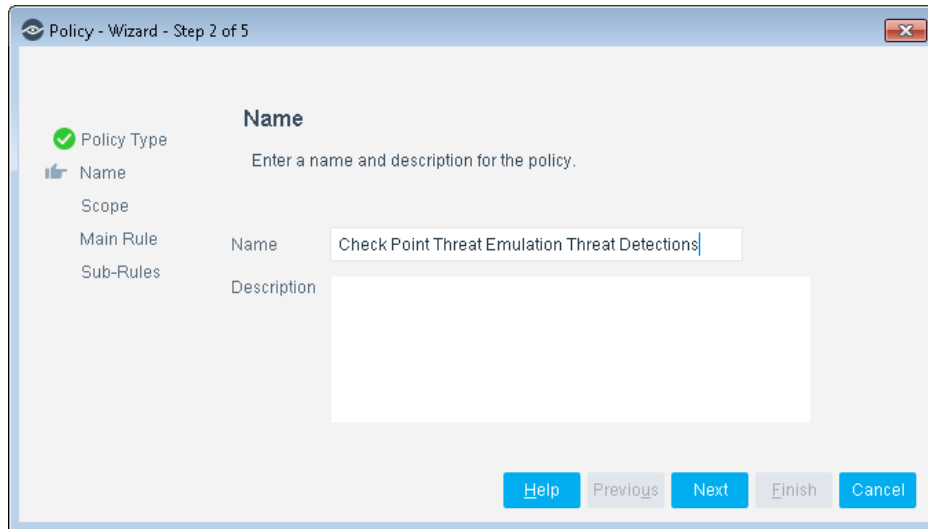 Policy - Wizard - Step 2 of 5
Policy Type
Name
Scope
Main Rule
Sub-Rules
Name
Enter a name and description for the policy.
Name Check Point Threat Emulation Threat Detections
Description
Help Previous Next Finish Cancel